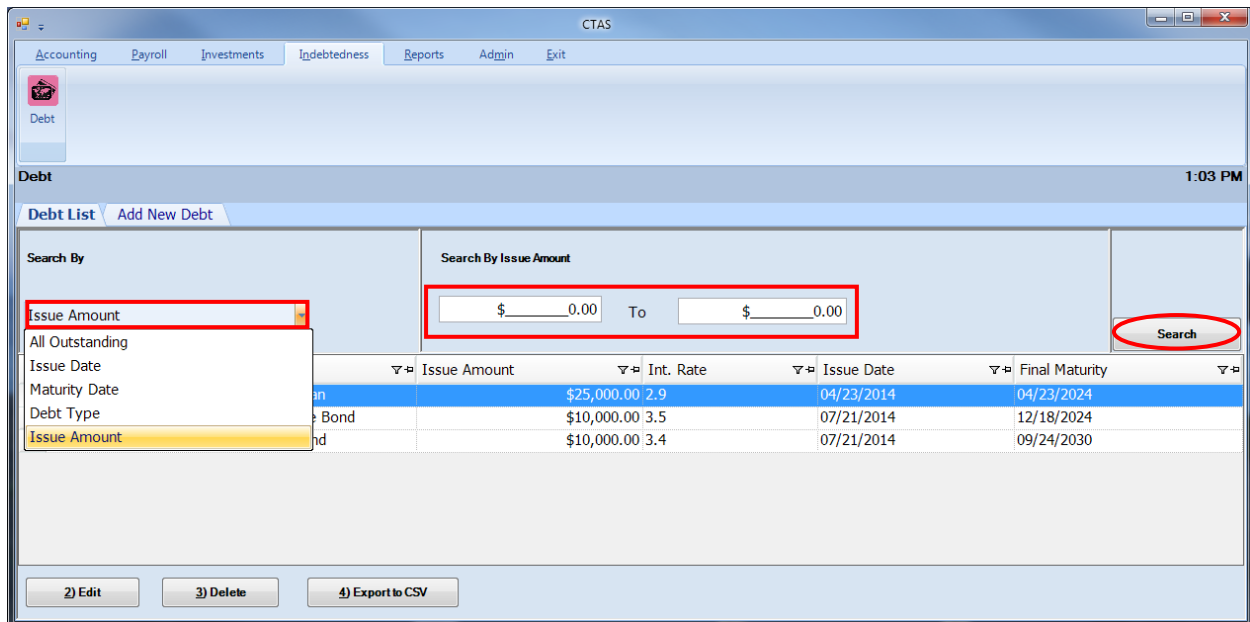 CTAS
Accounting Payroll Investments Indebtedness Reports Admin Exit
Debt
Debt 1:03 PM
Debt List Add New Debt
Search By Search By Issue Amount
Issue Amount $_______0.00 To $_______0.00
Search
All Outstanding
Issue Date
Maturity Date
Debt Type
Issue Amount
Issue Amount Int. Rate Issue Date Final Maturity
an $25,000.00 2.9 04/23/2014 04/23/2024
Bond $10,000.00 3.5 07/21/2014 12/18/2024
nd $10,000.00 3.4 07/21/2014 09/24/2030
2) Edit 3) Delete 4) Export to CSV